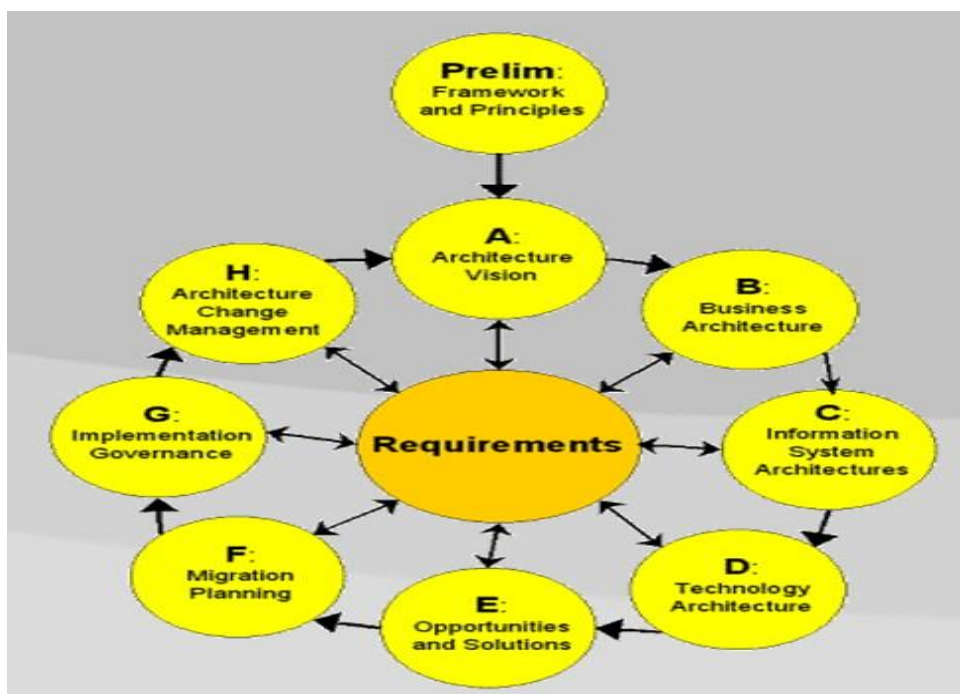 Prelim:
Framework
and Principles
A:
Architecture
Vision
B:
Business
Architecture
C:
Information
System
Architectures
D:
Technology
Architecture
E:
Opportunities
and Solutions
F:
Migration
Planning
G:
Implementation
Governance
H:
Architecture
Change
Management
Requirements